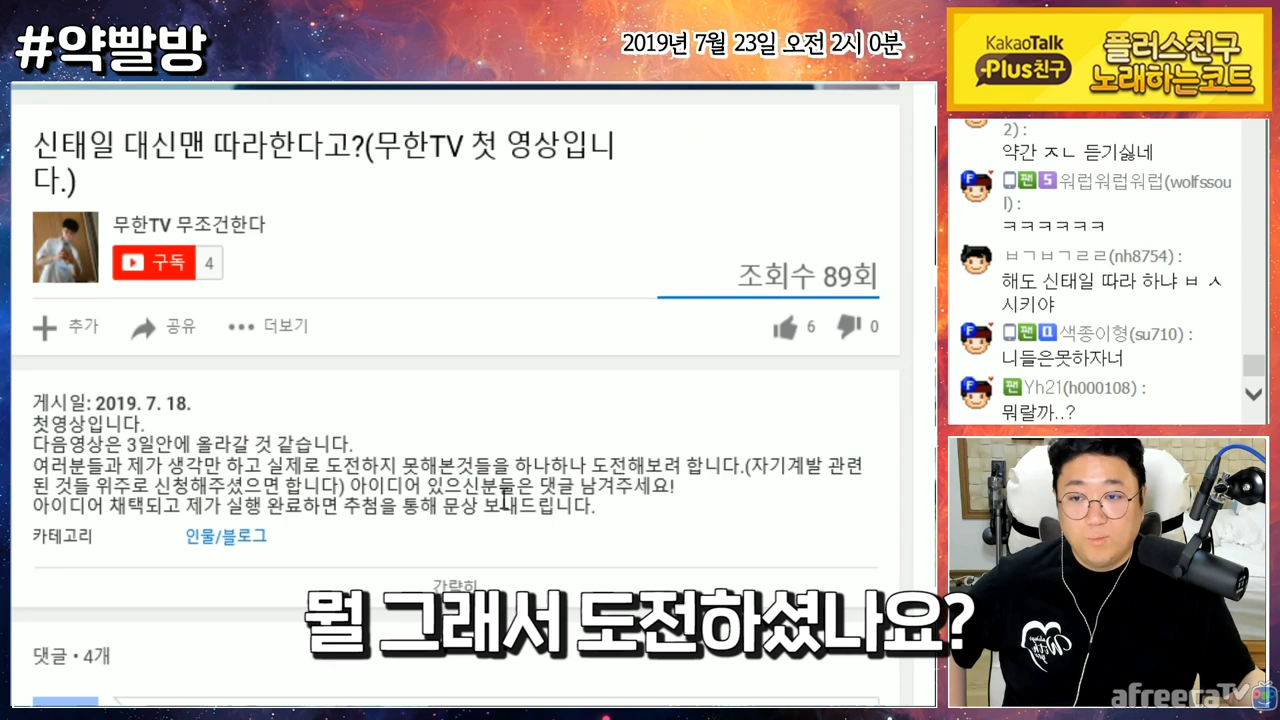 #약빨방
2019년 7월 23일 오전 2시 0분
KakaoTalk
Plus친구
플러스친구
노래하는코트
신태일 대신맨 따라한다고?(무한TV 첫 영상입니
다.)
무한TV 무조건한다
구독 4
조회수 89회
추가 공유 더보기 6 0
게시일: 2019. 7. 18.
첫영상입니다.
다음영상은 3일안에 올라갈 것 같습니다.
여러분들과 제가 생각만 하고 실제로 도전하지 못해본것들을 하나하나 도전해보려 합니다.(자기계발 관련
된 것들 위주로 신청해주셨으면 합니다) 아이디어 있으신분들은 댓글 남겨주세요!
아이디어 채택되고 제가 실행 완료하면 추첨을 통해 문상 보내드립니다.
카테고리 인물/블로그
간략히
댓글 • 4개
뭘 그래서 도전하셨나요?
2) :
약간 ㅈㄴ 듣기싫네
팬 5 워럽워럽워럽(wolfssou
l) :
ㅋㅋㅋㅋㅋㅋ
ㅂㄱㅂㄱㄹㄹ(nh8754) :
해도 신태일 따라 하냐 ㅂ ㅅ
시키야
팬 색종이형(su710) :
니들은못하자너
팬 Yh21(h000108) :
뭐랄까..?
afreecaTV